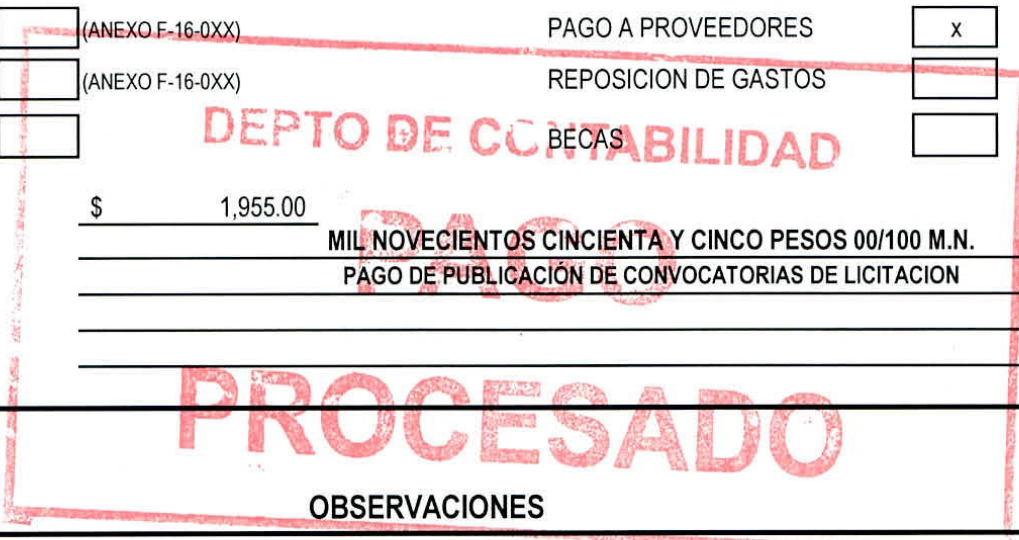 (ANEXO F-16-0XX) PAGO A PROVEEDORES x
(ANEXO F-16-0XX) REPOSICION DE GASTOS
DEPTO DE CONTABILIDAD
BECAS
$ 1,955.00
PAGO
MIL NOVECIENTOS CINCIENTA Y CINCO PESOS 00/100 M.N.
PAGO DE PUBLICACIÓN DE CONVOCATORIAS DE LICITACION
PROCESADO
OBSERVACIONES